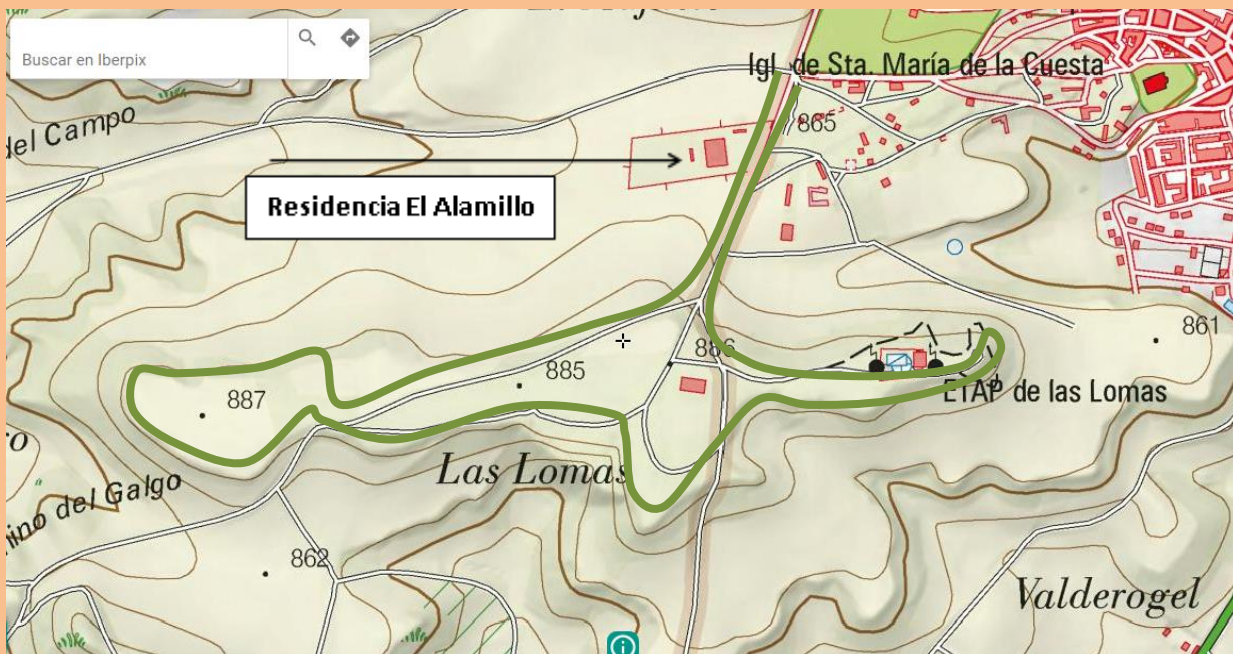 Buscar en Iberpix
Igl. de Sta. María de la Cuesta
del Campo
865
Residencia El Alamillo
861
886
885
887
ETAP de las Lomas
Las Lomas
del Galgo
862
Valderogel